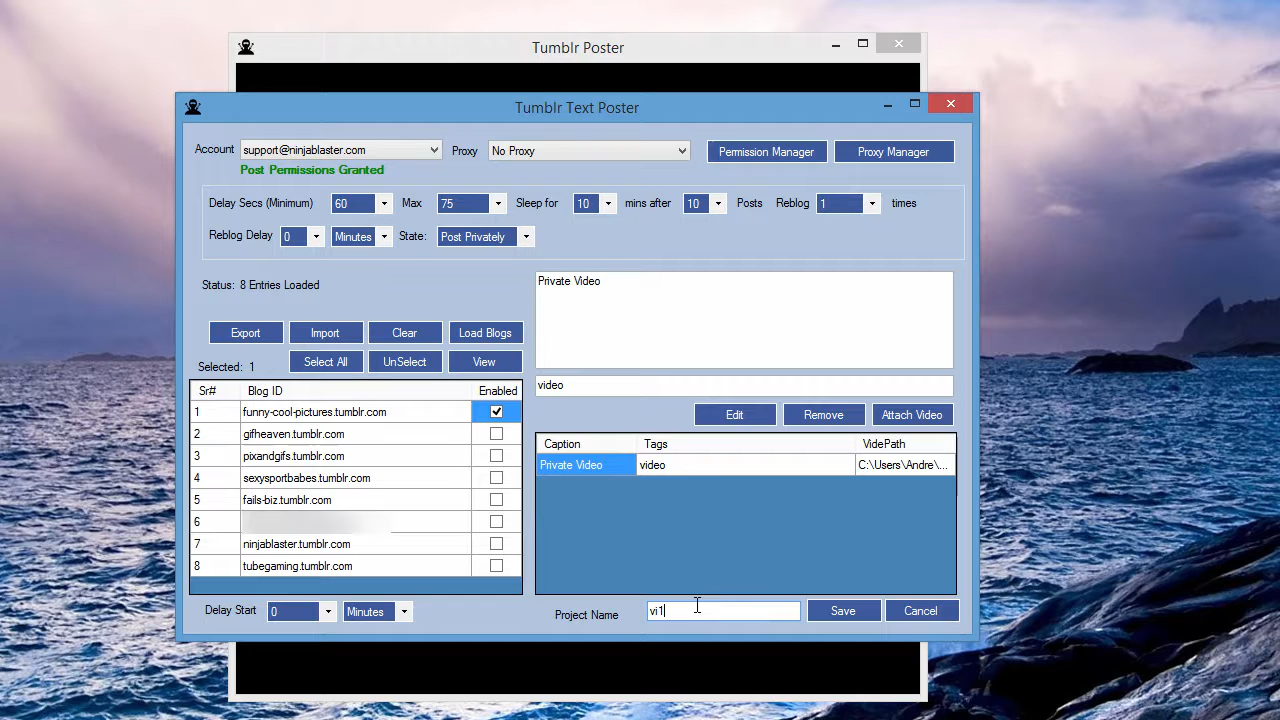 Tumblr Poster
Tumblr Text Poster
Account support@ninjablaster.com Proxy No Proxy Permission Manager Proxy Manager
Post Permissions Granted
Delay Secs (Minimum) 60 Max 75 Sleep for 10 mins after 10 Posts Reblog 1 times
Reblog Delay 0 Minutes State: Post Privately
Status: 8 Entries Loaded
Private Video
Export Import Clear Load Blogs
Selected: 1 Select All UnSelect View
video
Edit Remove Attach Video
Sr# Blog ID Enabled
1 funny-cool-pictures.tumblr.com
2 gifheaven.tumblr.com
3 pixandgifs.tumblr.com
4 sexysportbabes.tumblr.com
5 fails-biz.tumblr.com
6
7 ninjablaster.tumblr.com
8 tubegaming.tumblr.com
Caption Tags VidePath
Private Video video C:\Users\Andre\...
Delay Start 0 Minutes
Project Name vi1 Save Cancel